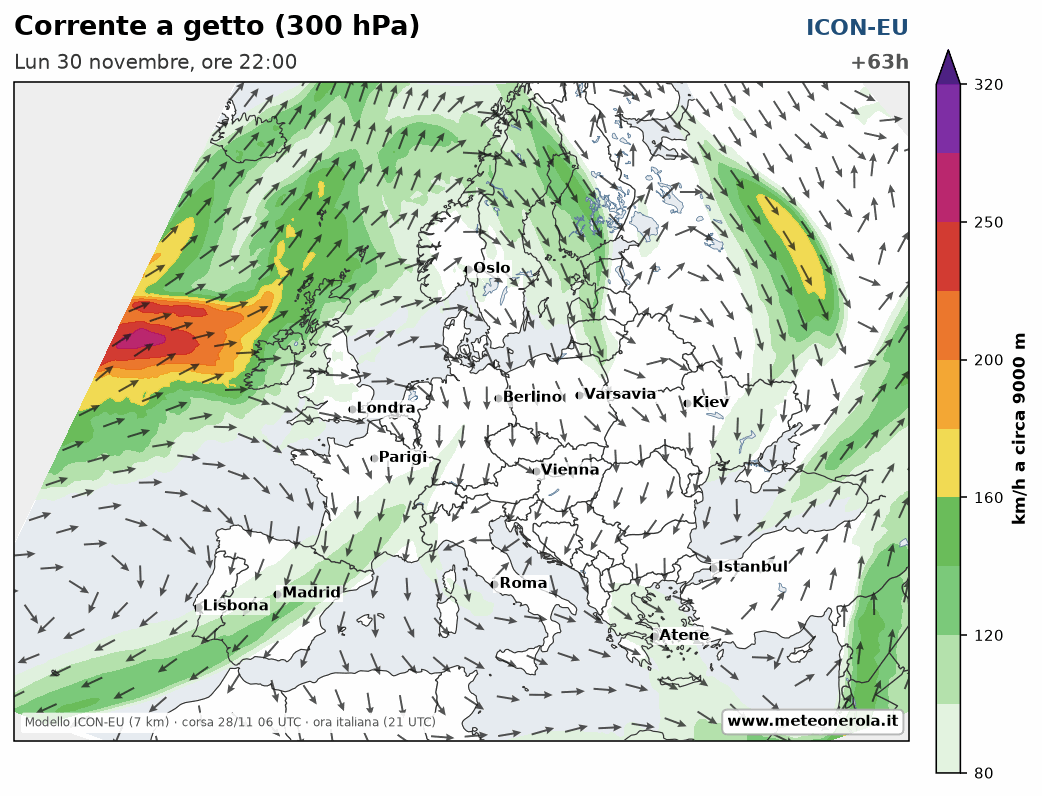 Corrente a getto (300 hPa)
ICON-EU
Lun 30 novembre, ore 22:00
+63h
320
250
200
160
120
80
km/h a circa 9000 m
Oslo
Londra
Berlino
Varsavia
Kiev
Parigi
Vienna
Istanbul
Roma
Madrid
Lisbona
Atene
Modello ICON-EU (7 km) · corsa 28/11 06 UTC · ora italiana (21 UTC)
www.meteonerola.it